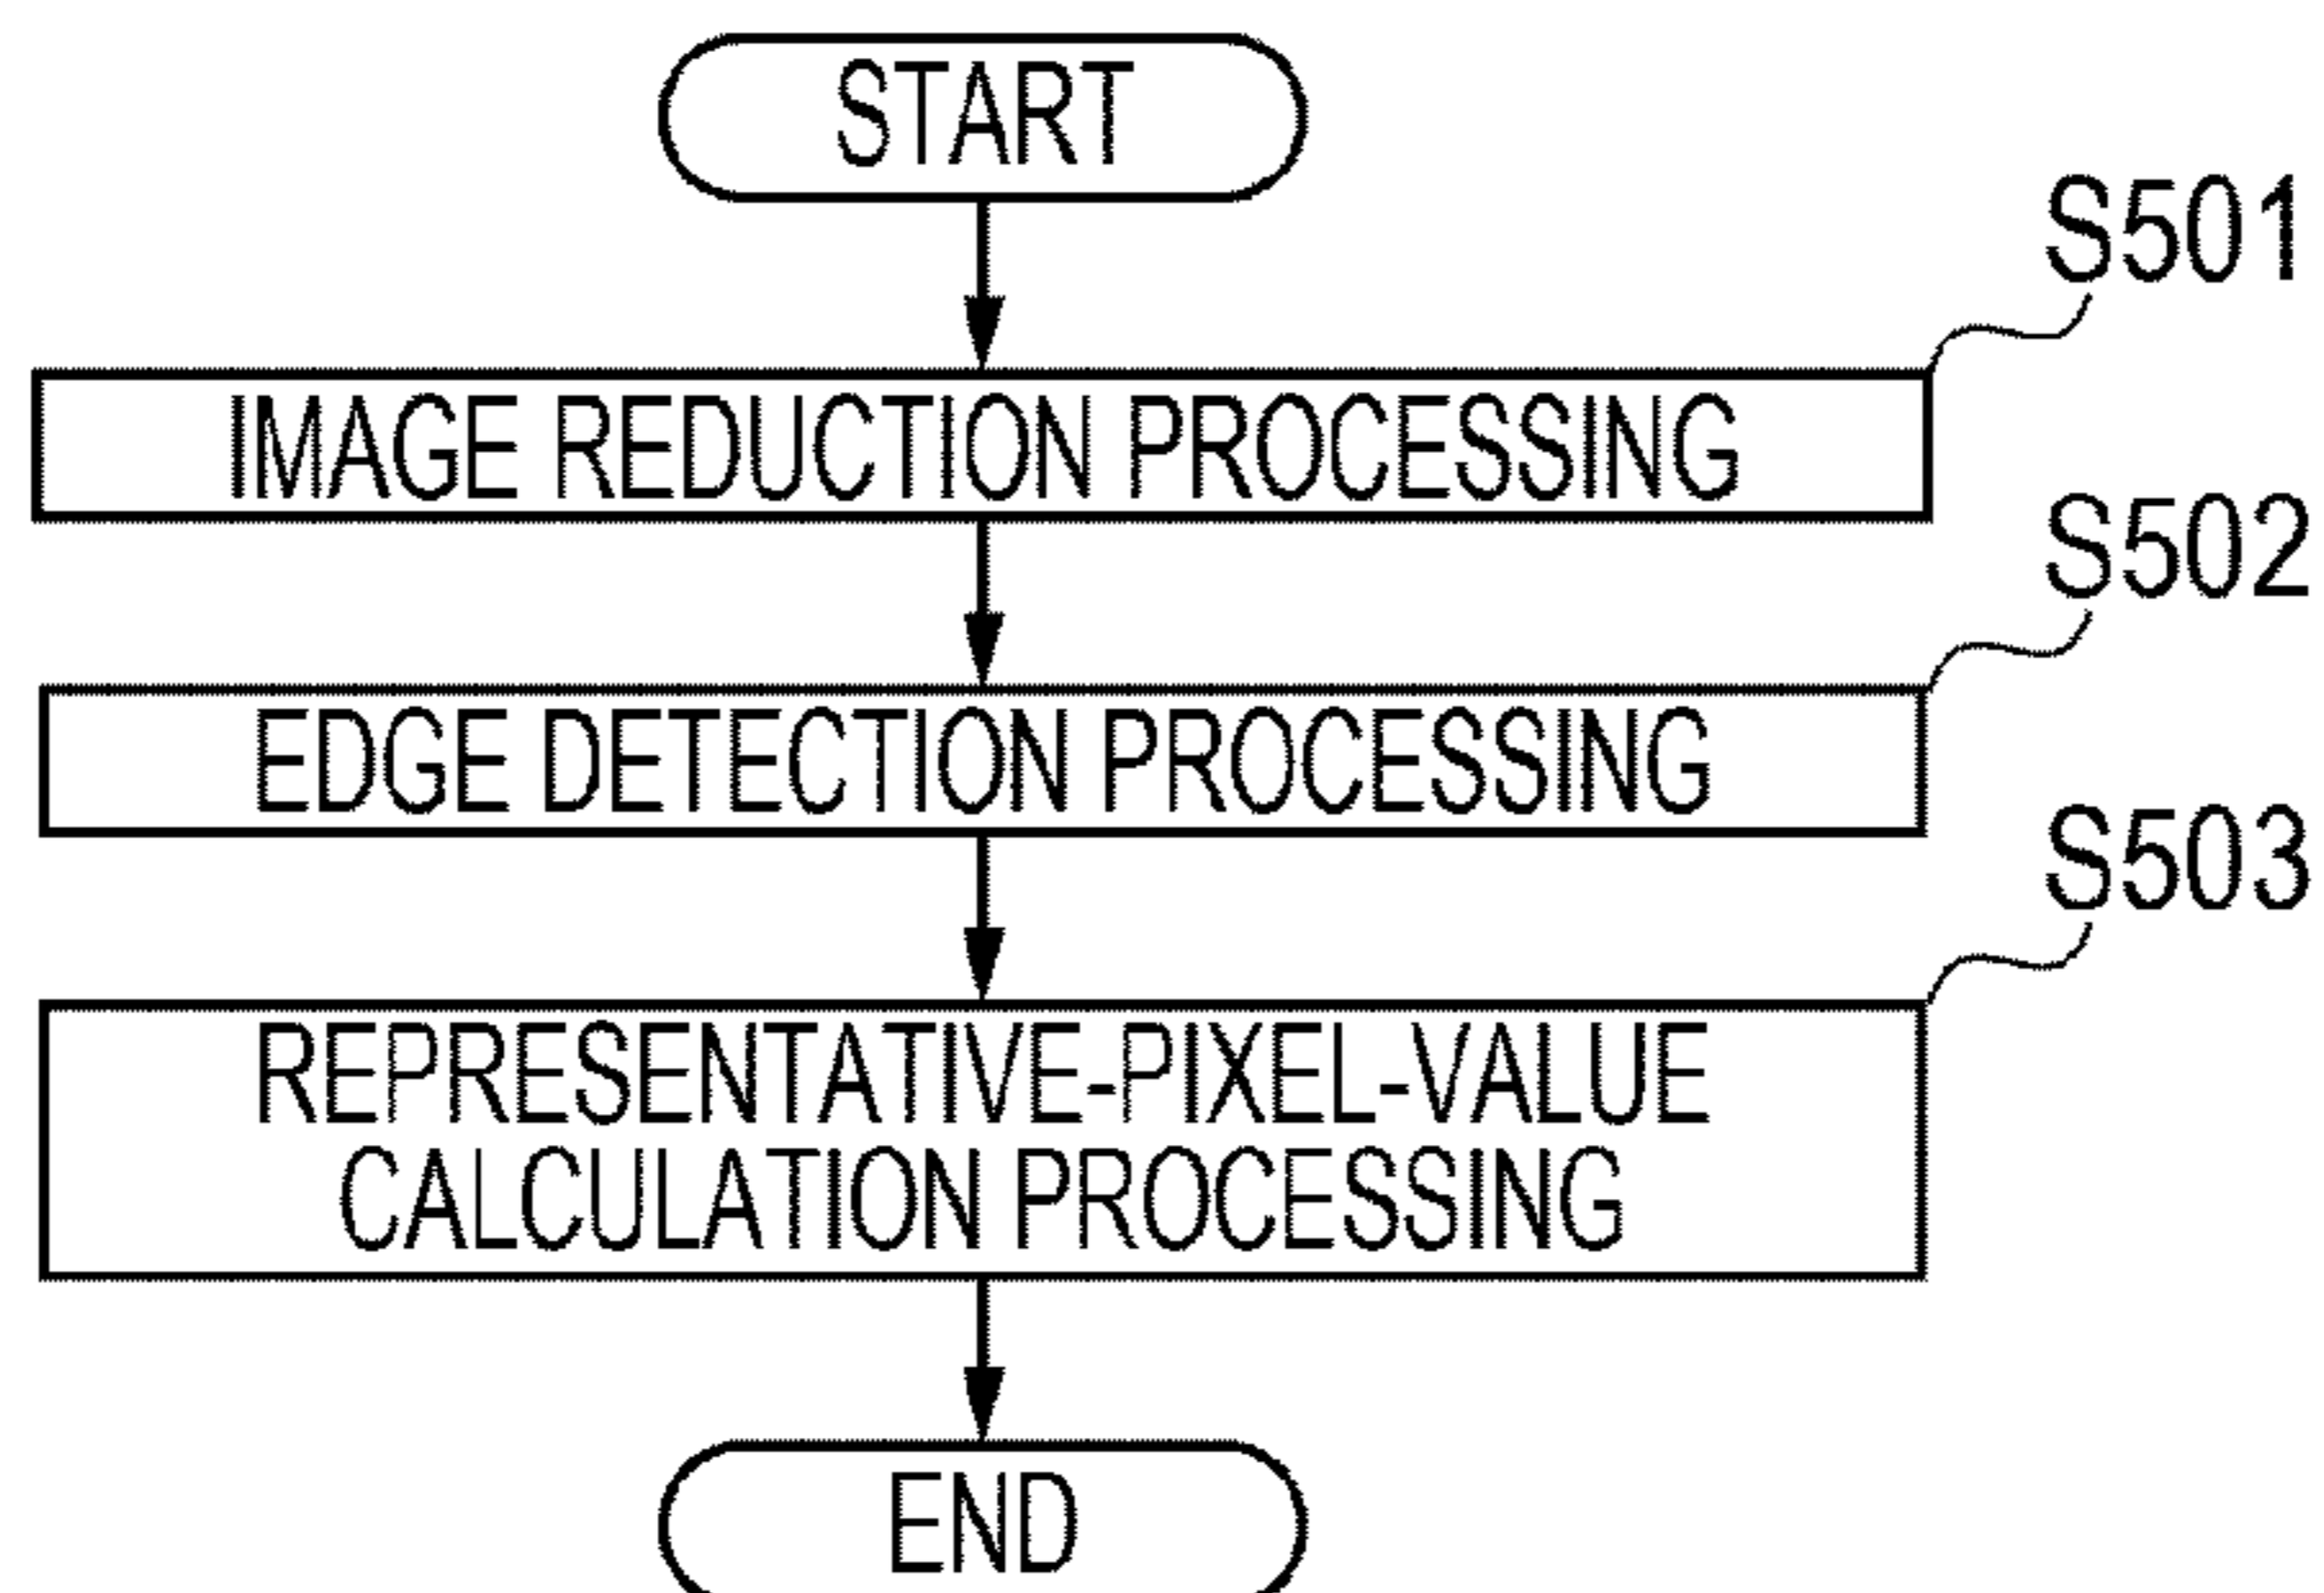 START
S501
IMAGE REDUCTION PROCESSING
S502
EDGE DETECTION PROCESSING
S503
REPRESENTATIVE-PIXEL-VALUE
CALCULATION PROCESSING
END